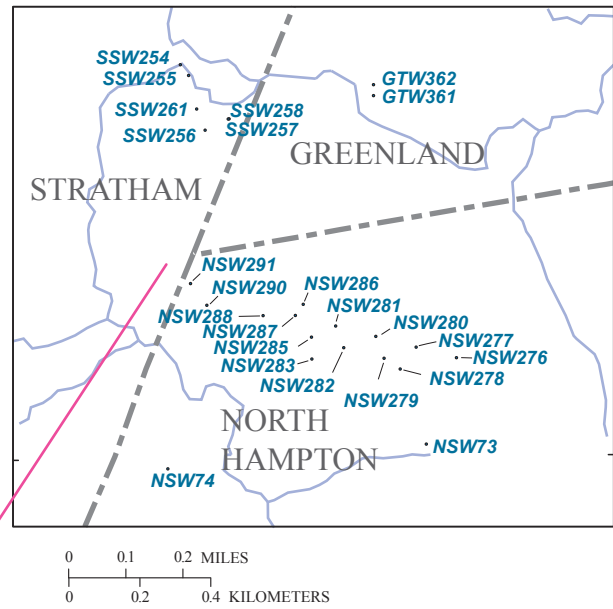 SSW254
SSW255
GTW362
GTW361
SSW261
SSW258
SSW256
SSW257
GREENLAND
STRATHAM
NSW291
NSW290
NSW286
NSW281
NSW288
NSW287
NSW280
NSW285
NSW277
NSW283
NSW276
NSW282
NSW278
NSW279
NORTH
HAMPTON
NSW73
NSW74
0 0.1 0.2 MILES
0 0.2 0.4 KILOMETERS